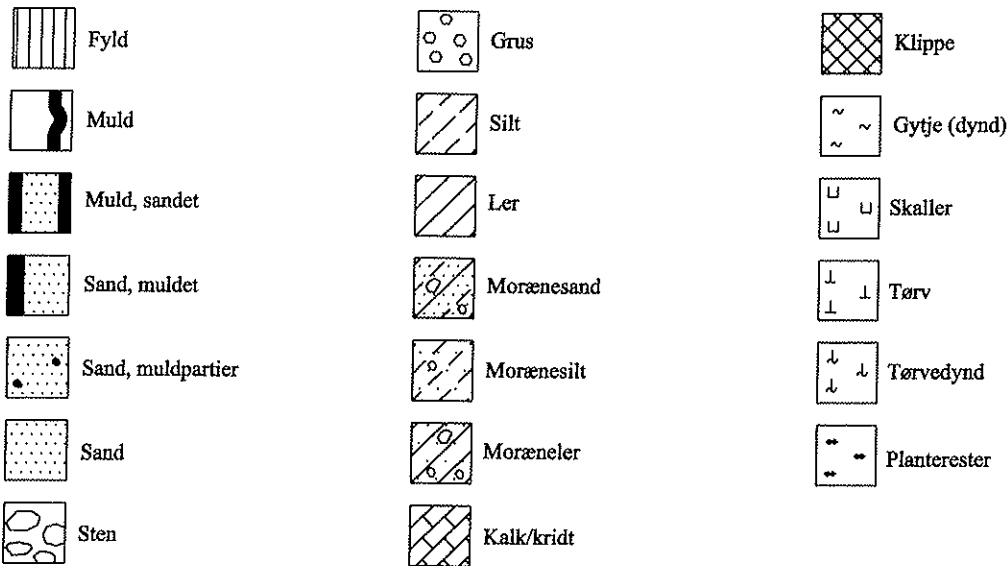 Fyld
Muld
Muld, sandet
Sand, muldet
Sand, muldpartier
Sand
Sten
Grus
Silt
Ler
Morænesand
Morænesilt
Moræneler
Kalk/kridt
Klippe
Gytje (dynd)
Skaller
Tørv
Tørvedynd
Planterester